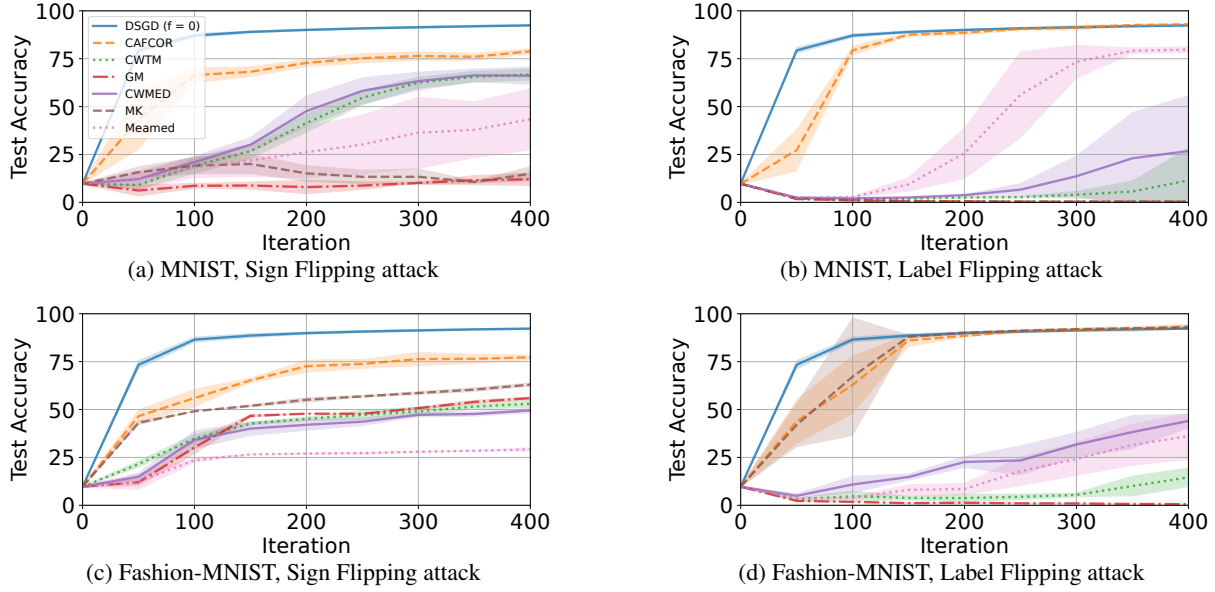 100
75
50
25
0
Test Accuracy
DSGD (f = 0)
CAFCOR
CWTM
GM
CWMED
MK
Meamed
0 100 200 300 400
Iteration
(a) MNIST, Sign Flipping attack
100
75
50
25
0
Test Accuracy
0 100 200 300 400
Iteration
(b) MNIST, Label Flipping attack
100
75
50
25
0
Test Accuracy
0 100 200 300 400
Iteration
(c) Fashion-MNIST, Sign Flipping attack
100
75
50
25
0
Test Accuracy
0 100 200 300 400
Iteration
(d) Fashion-MNIST, Label Flipping attack